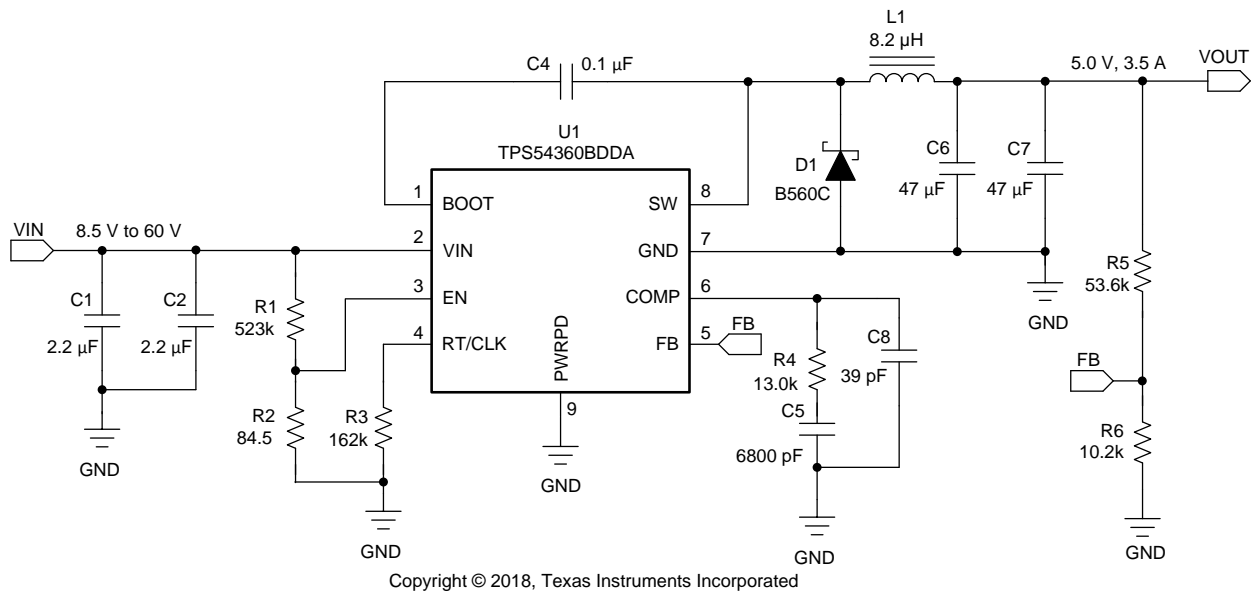 L1
8.2 µH
C4
0.1 µF
5.0 V, 3.5 A
VOUT
U1
TPS54360BDDA
D1
B560C
C6
47 µF
C7
47 µF
1
BOOT
SW
8
VIN
8.5 V to 60 V
2
VIN
GND
7
3
EN
COMP
6
4
RT/CLK
FB
5
FB
PWRPD
9
GND
C1
2.2 µF
C2
2.2 µF
GND
R1
523k
R2
84.5
R3
162k
GND
R4
13.0k
C8
39 pF
C5
6800 pF
GND
GND
R5
53.6k
FB
R6
10.2k
GND
Copyright © 2018, Texas Instruments Incorporated